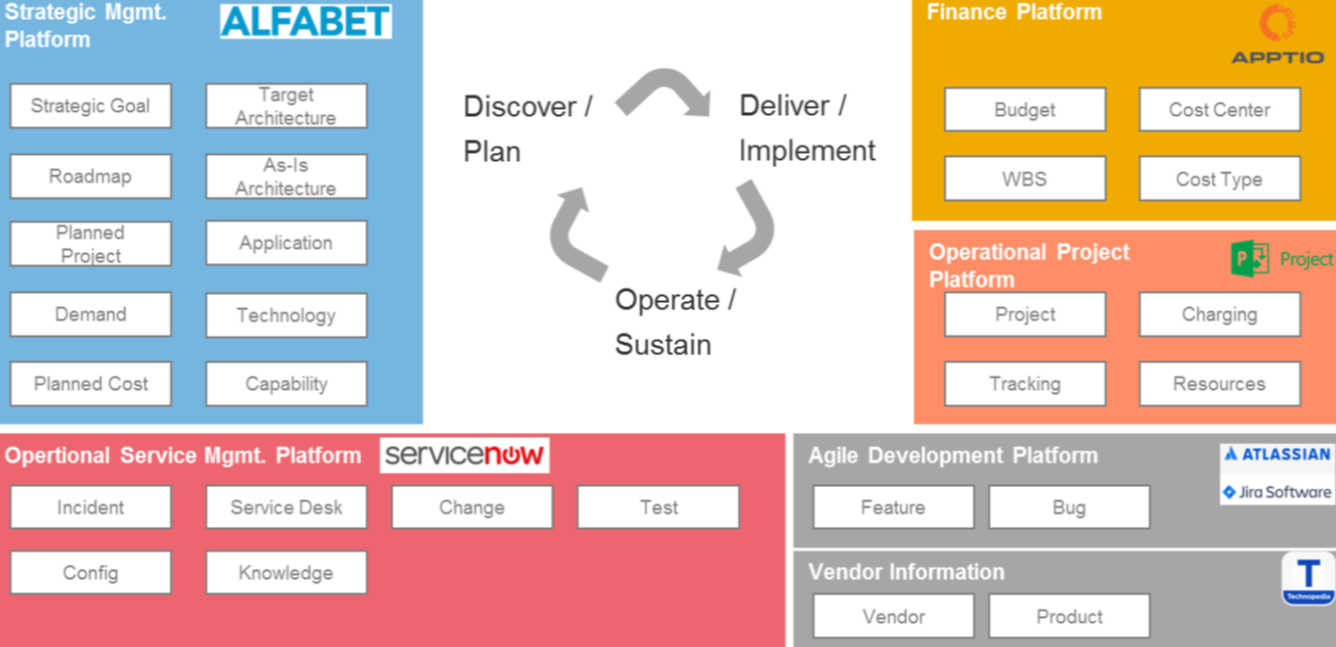 Strategic Mgmt.
Platform
ALFABET
Strategic Goal
Target
Architecture
Roadmap
As-Is
Architecture
Planned
Project
Application
Demand
Technology
Planned Cost
Capability
Discover /
Plan
Deliver /
Implement
Operate /
Sustain
Finance Platform
APPTIO
Budget
Cost Center
WBS
Cost Type
Operational Project
Platform
P
Project
Project
Charging
Tracking
Resources
Opertional Service Mgmt. Platform
servicenow
Incident
Service Desk
Change
Test
Config
Knowledge
Agile Development Platform
ATLASSIAN
Jira Software
Feature
Bug
Vendor Information
T
Technopedia
Vendor
Product